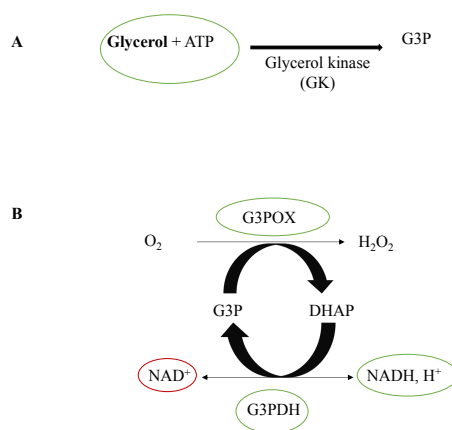 A
Glycerol + ATP
G3P
Glycerol kinase
(GK)
B
G3POX
O₂
H₂O₂
G3P
DHAP
NAD⁺
NADH, H⁺
G3PDH